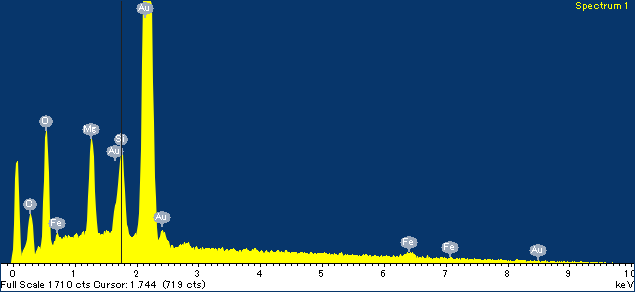 Spectrum 1
Au
O
Mg
Si
Au
C
Fe
Au
Fe
Fe
Au
0 1 2 3 4 5 6 7 8 9 10
Full Scale 1710 cts Cursor: 1.744 (719 cts)
keV